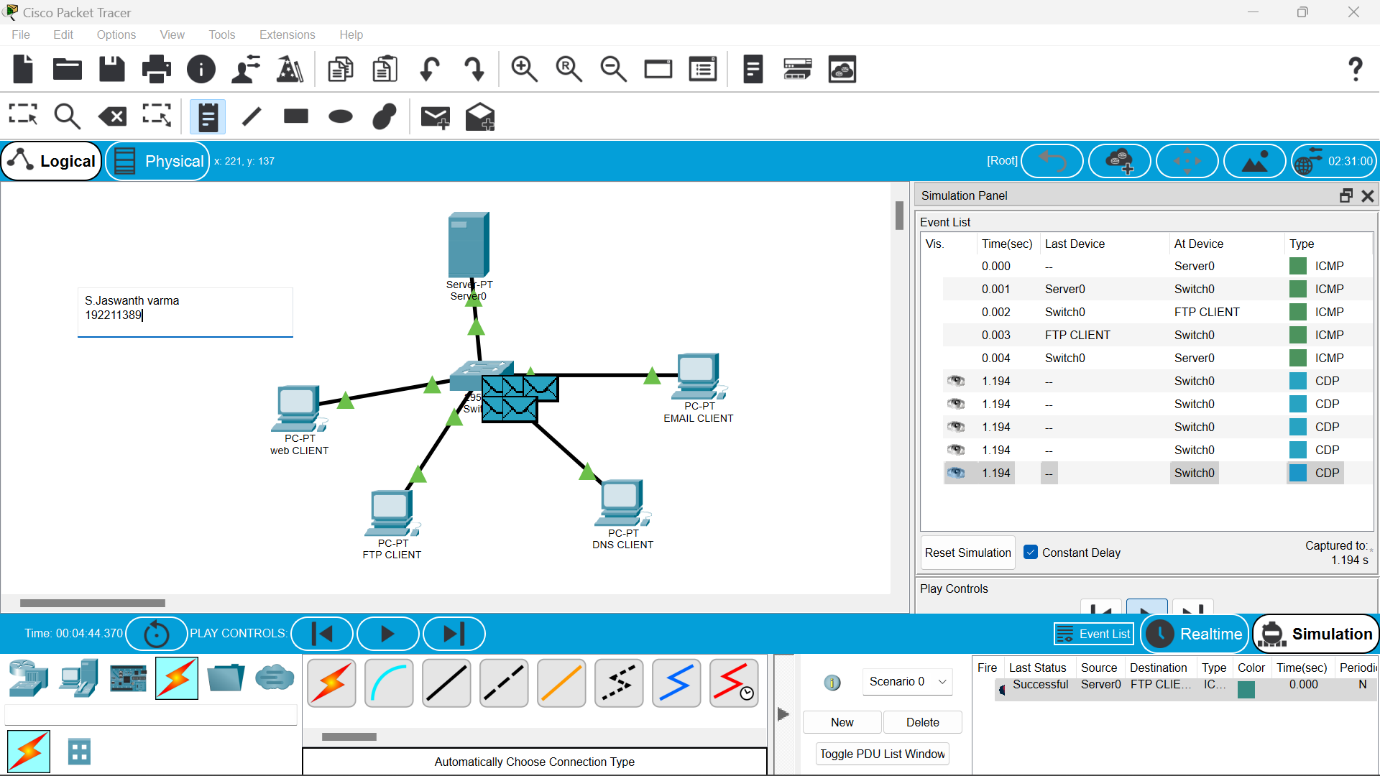 Cisco Packet Tracer
File Edit Options View Tools Extensions Help
Logical Physical x: 221, y: 137 [Root] 02:31:00
Server-PT
Server0
S.Jaswanth varma
192211389
PC-PT
EMAIL CLIENT
PC-PT
web CLIENT
PC-PT
FTP CLIENT
PC-PT
DNS CLIENT
Simulation Panel
Event List
Vis. Time(sec) Last Device At Device Type
0.000 -- Server0 ICMP
0.001 Server0 Switch0 ICMP
0.002 Switch0 FTP CLIENT ICMP
0.003 FTP CLIENT Switch0 ICMP
0.004 Switch0 Server0 ICMP
1.194 -- Switch0 CDP
1.194 -- Switch0 CDP
1.194 -- Switch0 CDP
1.194 -- Switch0 CDP
1.194 -- Switch0 CDP
Reset Simulation Constant Delay Captured to:
1.194 s
Play Controls
Time: 00:04:44.370 PLAY CONTROLS: Event List Realtime Simulation
Scenario 0
New Delete
Toggle PDU List Window
Fire Last Status Source Destination Type Color Time(sec) Periodi
Successful Server0 FTP CLIE... IC... 0.000 N
Automatically Choose Connection Type